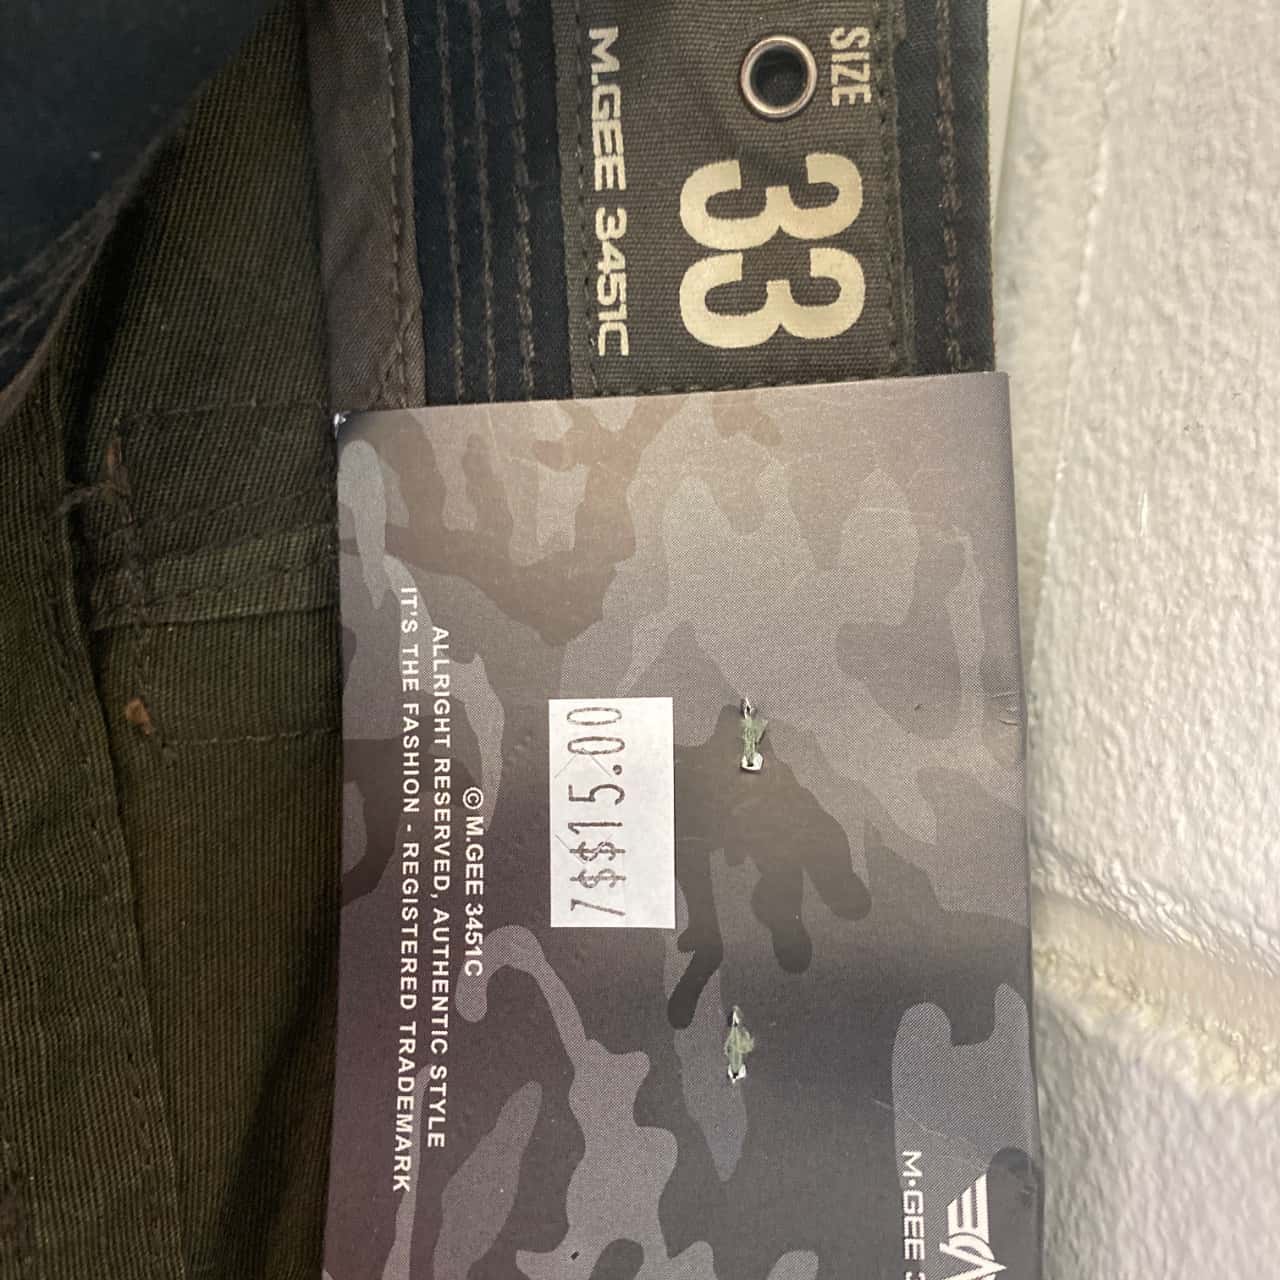 SIZE
33
M.GEE 3451C
M·GEE 3
7$$15.00
© M.GEE 3451C
ALLRIGHT RESERVED, AUTHENTIC STYLE
IT'S THE FASHION - REGISTERED TRADEMARK